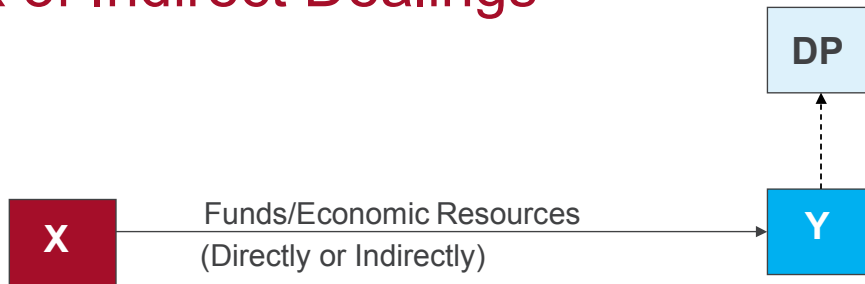 of Indirect Dealings
DP
Funds/Economic Resources
X
Y
(Directly or Indirectly)